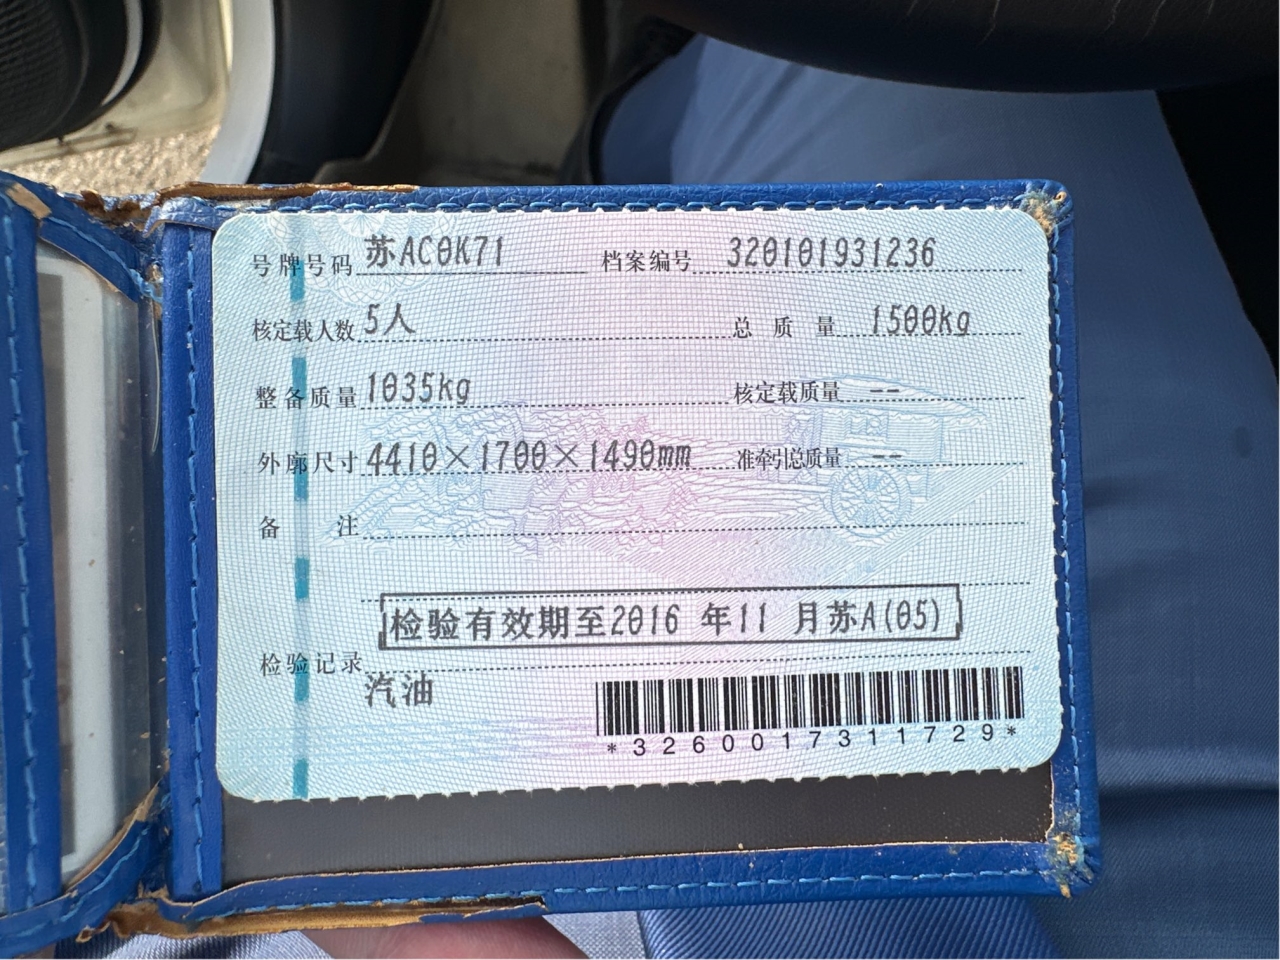 号牌号码 苏AC0K71 档案编号 320101931236
核定载人数 5人 总质量 1500kg
整备质量 1035kg 核定载质量 --
外廓尺寸 4410×1700×1490mm 准牵引总质量 --
备注
检验有效期至2016 年11 月苏A(05)
检验记录
汽油
*3260017311729*